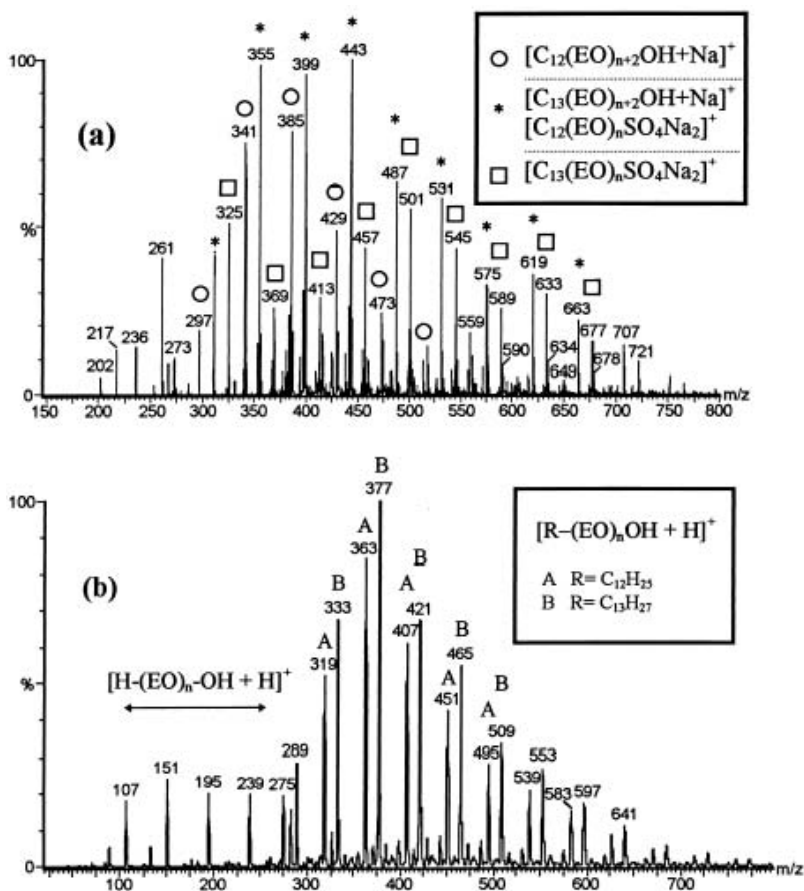 (a)
100
%
0
* 355
* 399
* 443
○ 341
○ 385
□ 325
*
261
○ 297
217
236
202
273
□ 369
□ 413
○ 429
□ 457
○ 473
* 487
□ 501
○
* 531
□ 545
559
* 575
□ 589
590
* 619
□ 633
634
649
* 663
□ 677
678
707
721
150 200 250 300 350 400 450 500 550 600 650 700 750 800 m/z
○ [C₁₂(EO)ₙ₊₂OH+Na]⁺
* [C₁₃(EO)ₙ₊₂OH+Na]⁺
[C₁₂(EO)ₙSO₄Na₂]⁺
□ [C₁₃(EO)ₙSO₄Na₂]⁺
(b)
100
%
0
[H-(EO)ₙ-OH + H]⁺
107
151
195
239
275
289
A 319
B 333
A 363
B 377
A 407
B 421
A 451
B 465
A 495
B 509
539
553
583
597
641
100 200 300 400 500 600 700 m/z
[R–(EO)ₙOH + H]⁺
A R= C₁₂H₂₅
B R= C₁₃H₂₇